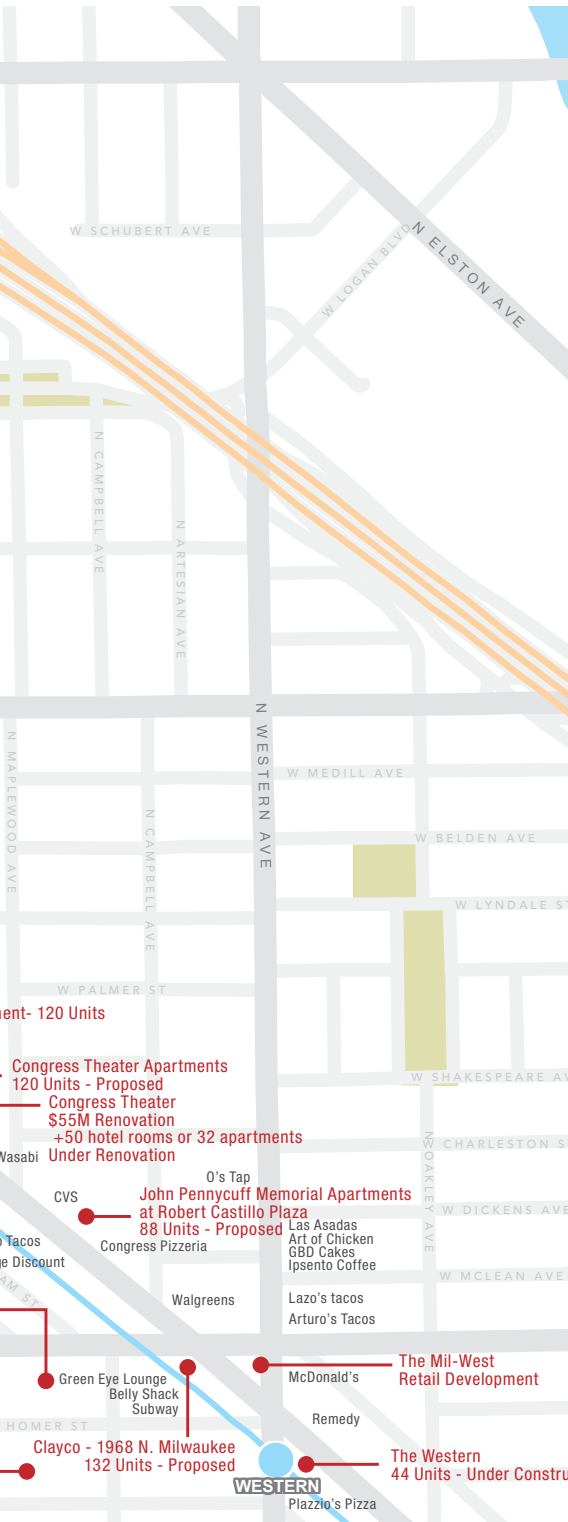 W SCHUBERT AVE
W LOGAN BLVD
N ELSTON AVE
N CAMPBELL AVE
N ARTESIAN AVE
N WESTERN AVE
N MAPLEWOOD AVE
W MEDILL AVE
N CAMPBELL AVE
W BELDEN AVE
W LYNDALE ST
W PALMER ST
ent- 120 Units
Congress Theater Apartments
120 Units - Proposed
W SHAKESPEARE AV
Congress Theater
$55M Renovation
+50 hotel rooms or 32 apartments
Under Renovation
Wasabi
W CHARLESTON S
N OAKLEY AVE
O's Tap
CVS
John Pennycuff Memorial Apartments
at Robert Castillo Plaza
88 Units - Proposed
W DICKENS AVE
Las Asadas
Art of Chicken
GBD Cakes
Ipsento Coffee
Tacos
Congress Pizzeria
e Discount
AM ST
W MCLEAN AVE
Walgreens
Lazo's tacos
Arturo's Tacos
The Mil-West
Retail Development
McDonald's
Green Eye Lounge
Belly Shack
Subway
Remedy
HOMER ST
Clayco - 1968 N. Milwaukee
132 Units - Proposed
The Western
44 Units - Under Constru
WESTERN
Plazzio's Pizza